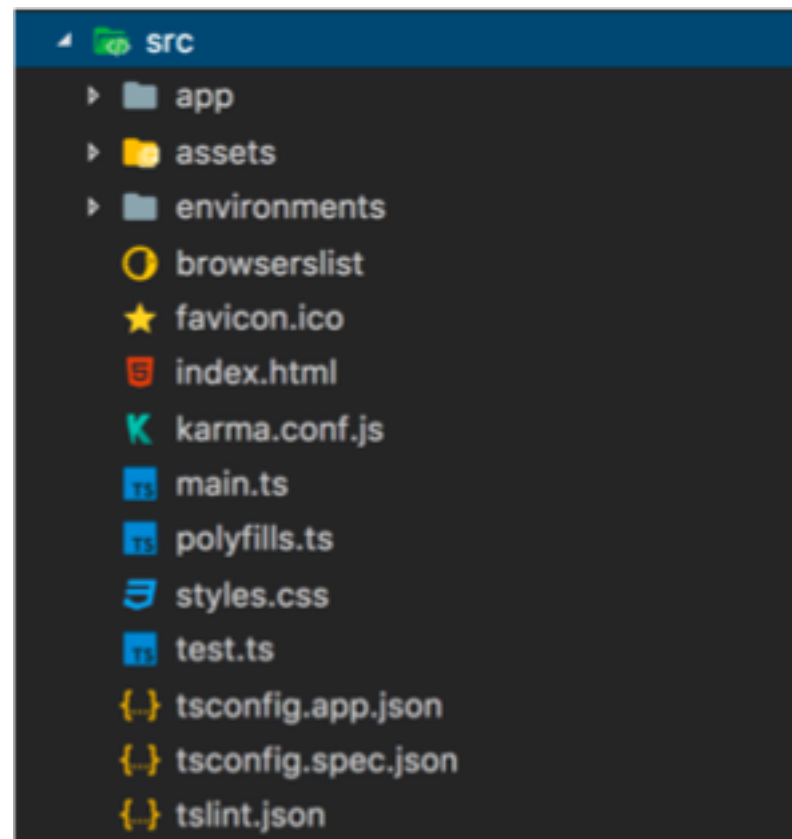 src
app
assets
environments
browserslist
favicon.ico
index.html
karma.conf.js
main.ts
polyfills.ts
styles.css
test.ts
tsconfig.app.json
tsconfig.spec.json
tslint.json